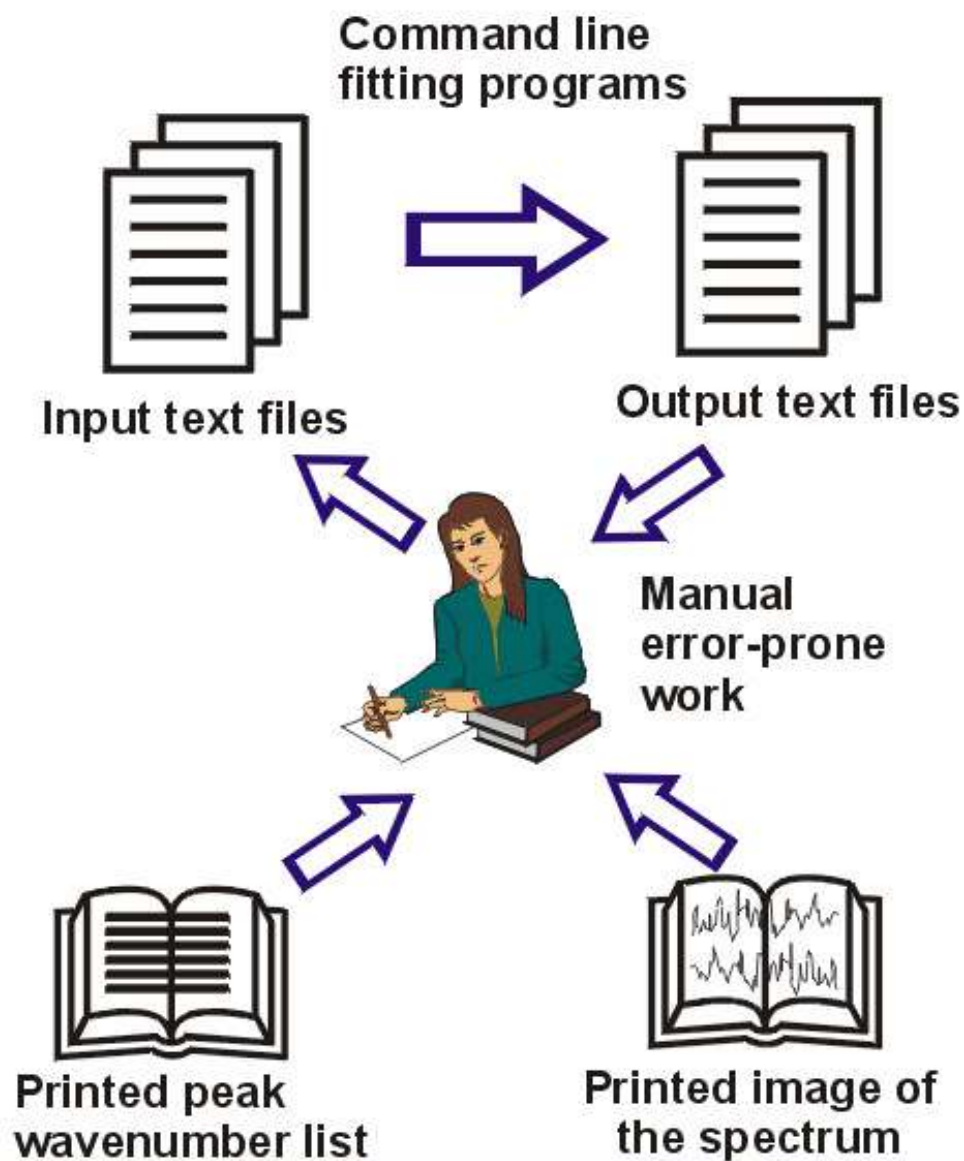 Command line
fitting programs
Input text files
Output text files
Manual
error-prone
work
Printed peak
wavenumber list
Printed image of
the spectrum